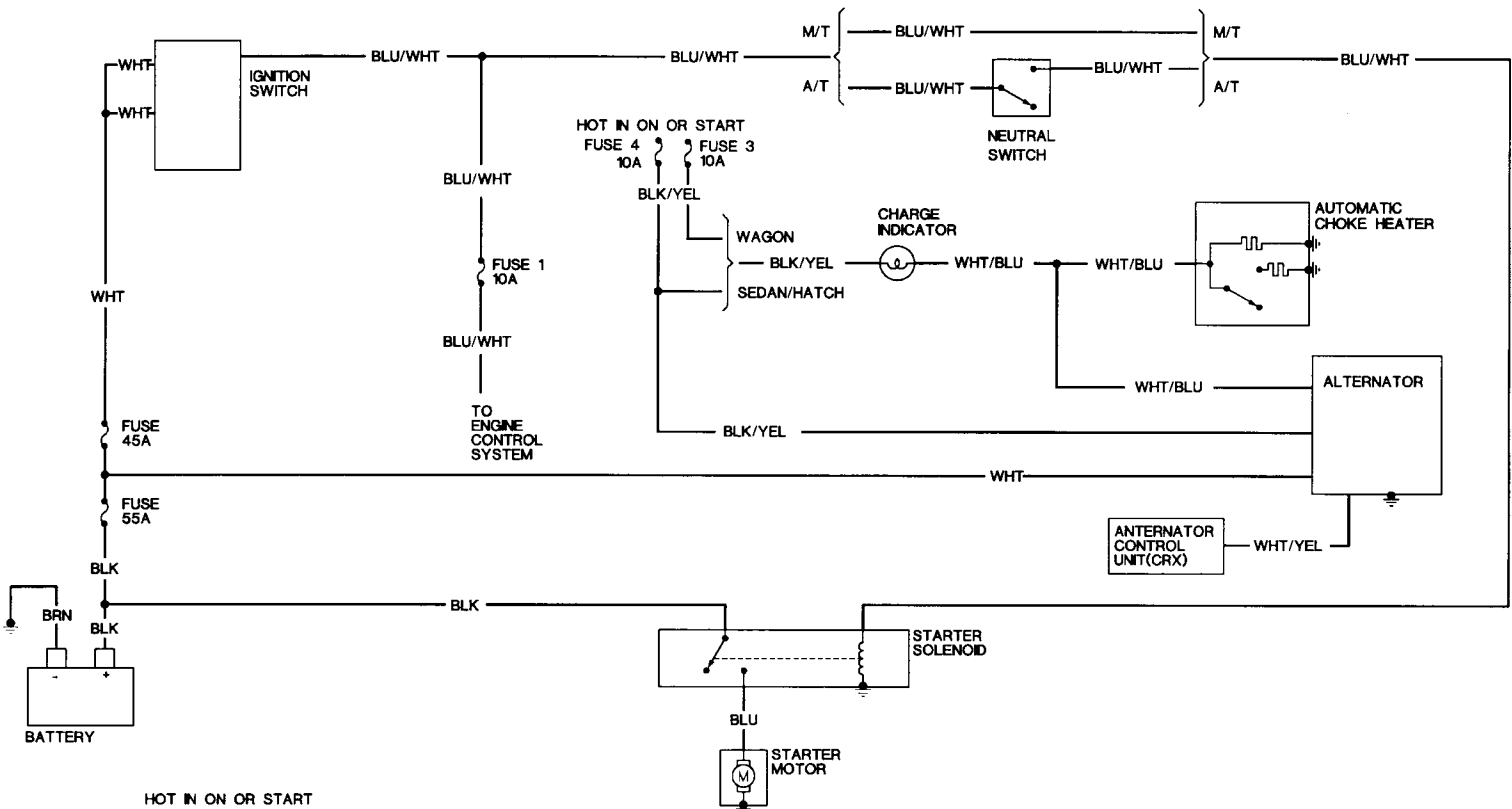 M/T
BLU/WHT
M/T
WHT
IGNITION
SWITCH
BLU/WHT
BLU/WHT
BLU/WHT
BLU/WHT
A/T
BLU/WHT
A/T
WHT
NEUTRAL
SWITCH
HOT IN ON OR START
FUSE 4
10A
FUSE 3
10A
BLU/WHT
BLK/YEL
CHARGE
INDICATOR
AUTOMATIC
CHOKE HEATER
WAGON
BLK/YEL
WHT/BLU
WHT/BLU
SEDAN/HATCH
FUSE 1
10A
WHT
BLU/WHT
WHT/BLU
ALTERNATOR
TO
ENGINE
CONTROL
SYSTEM
BLK/YEL
FUSE
45A
WHT
FUSE
55A
ANTERNATOR
CONTROL
UNIT(CRX)
WHT/YEL
BLK
BLK
BRN
BLK
STARTER
SOLENOID
-
+
BATTERY
BLU
STARTER
MOTOR
M
HOT IN ON OR START